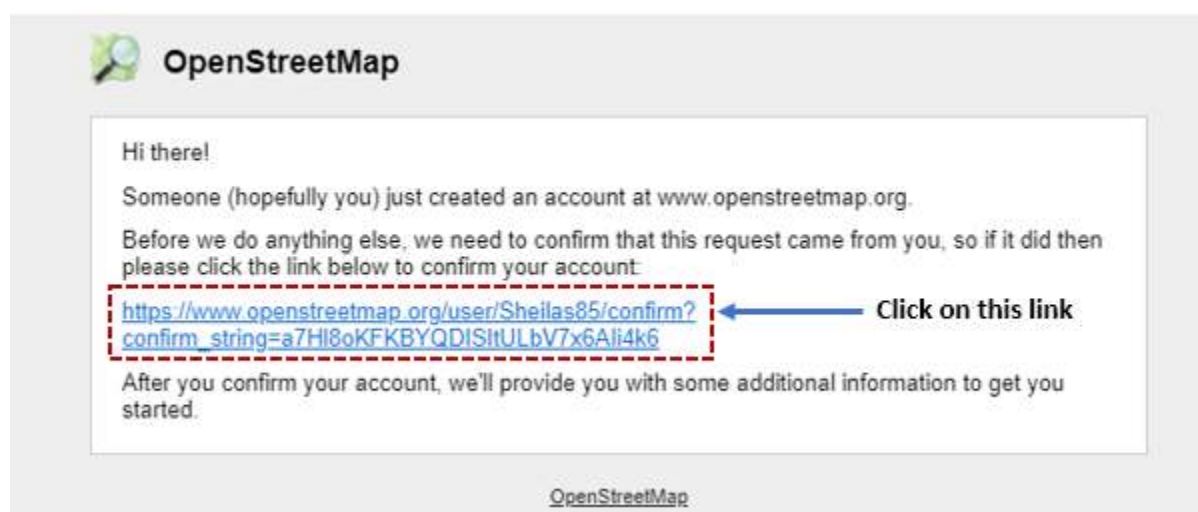 OpenStreetMap
Hi there!
Someone (hopefully you) just created an account at www.openstreetmap.org.
Before we do anything else, we need to confirm that this request came from you, so if it did then
please click the link below to confirm your account:
https://www.openstreetmap.org/user/Sheilas85/confirm?
confirm_string=a7Hl8oKFKBYQDISItULbV7x6Ali4k6
Click on this link
After you confirm your account, we'll provide you with some additional information to get you
started.
OpenStreetMap